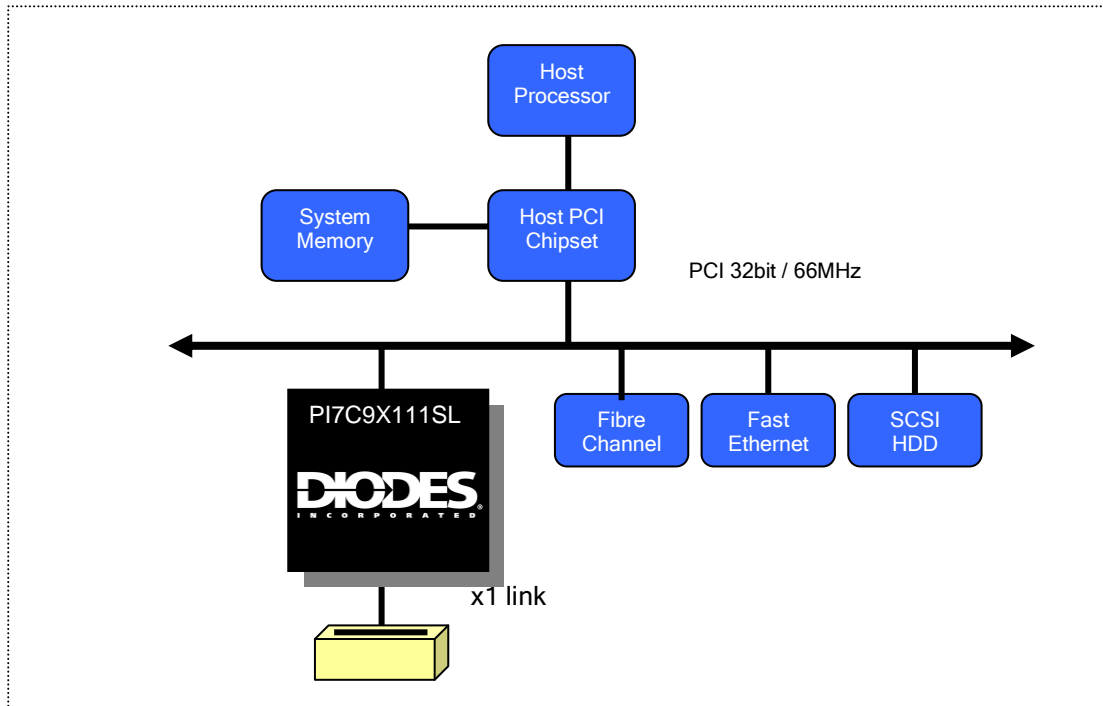 Host
Processor
System
Memory
Host PCI
Chipset
PCI 32bit / 66MHz
PI7C9X111SL
DIODES®
INCORPORATED
Fibre
Channel
Fast
Ethernet
SCSI
HDD
x1 link